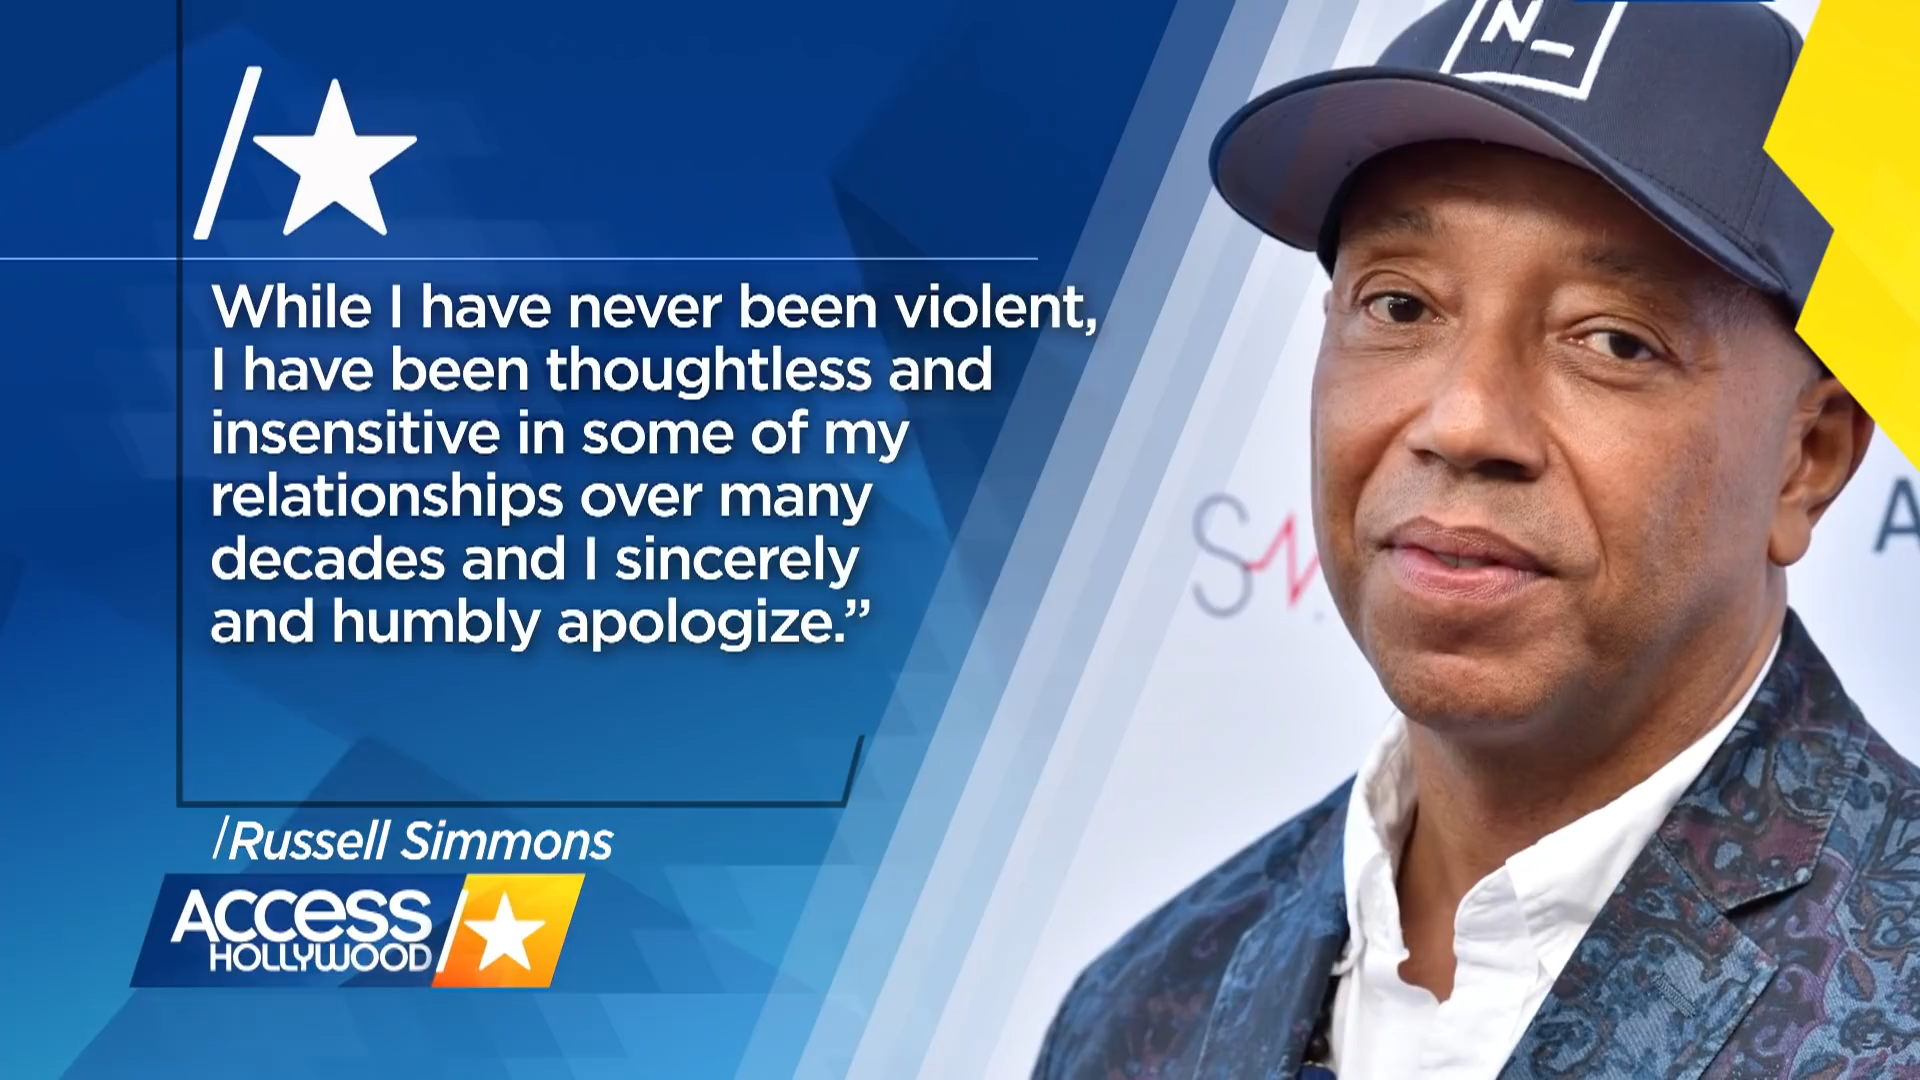 N_
While I have never been violent,
I have been thoughtless and
insensitive in some of my
relationships over many
decades and I sincerely
and humbly apologize.”
/Russell Simmons
ACCESS
HOLLYWOOD
S
A